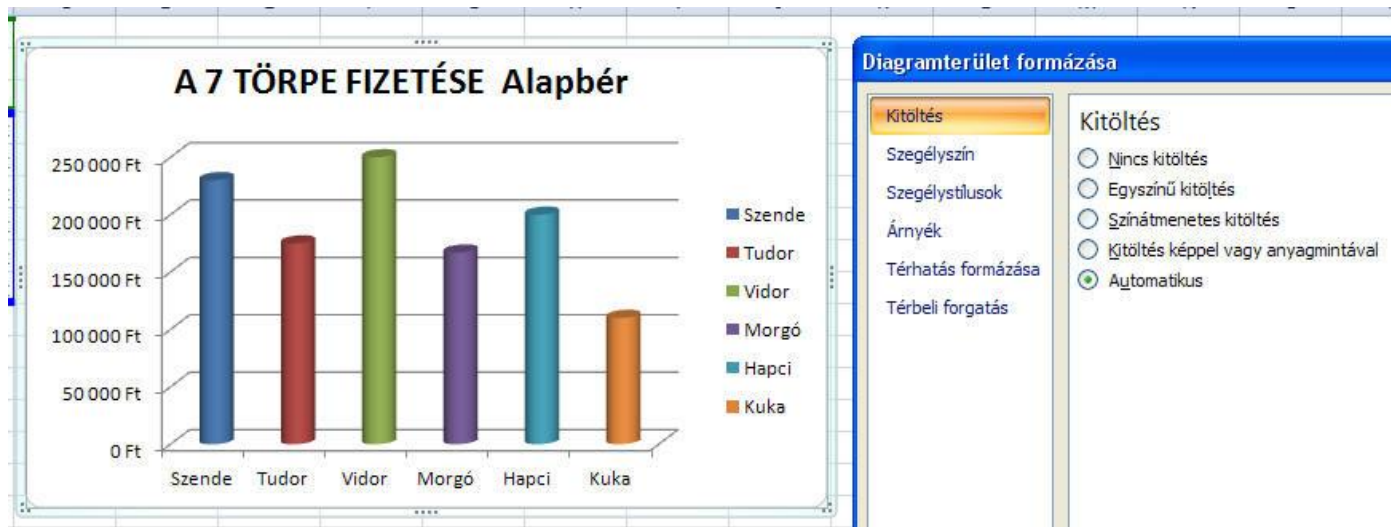 A 7 TÖRPE FIZETÉSE Alapbér
250 000 Ft
200 000 Ft
150 000 Ft
100 000 Ft
50 000 Ft
0 Ft
Szende Tudor Vidor Morgó Hapci Kuka
Szende
Tudor
Vidor
Morgó
Hapci
Kuka
Diagramterület formázása
Kitöltés
Szegélyszín
Szegélystílusok
Árnyék
Térhatás formázása
Térbeli forgatás
Kitöltés
Nincs kitöltés
Egyszínű kitöltés
Színátmenetes kitöltés
Kitöltés képpel vagy anyagmintával
Automatikus